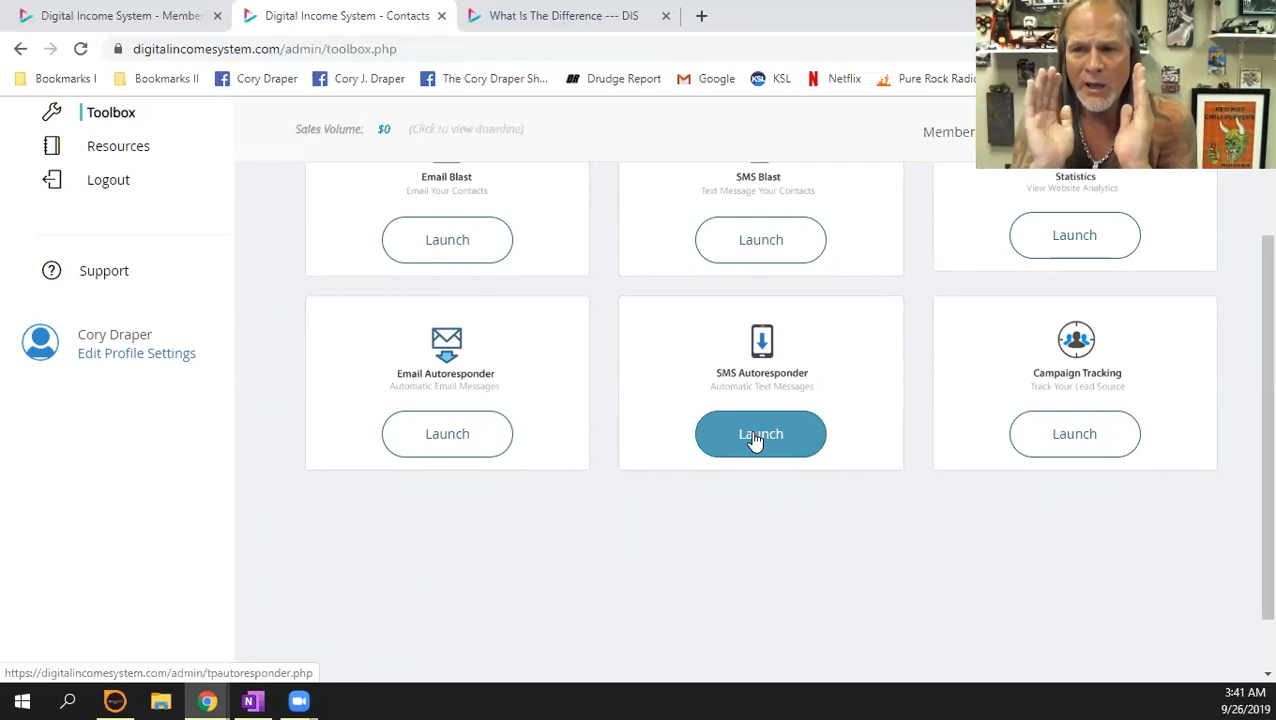 Digital Income System - Member
Digital Income System - Contacts
What Is The Difference -- DIS
digitalincomesystem.com/admin/toolbox.php
Bookmarks I
Bookmarks II
Cory Draper
Cory J. Draper
The Cory Draper Sh...
Drudge Report
Google
KSL
KSL
Netflix
Pure Rock Radio
Toolbox
Resources
Logout
Support
Cory Draper
Edit Profile Settings
Sales Volume: $0 (Click to view downline)
Member
Email Blast
Email Your Contacts
Launch
SMS Blast
Text Message Your Contacts
Launch
Statistics
View Website Analytics
Launch
Email Autoresponder
Automatic Email Messages
Launch
SMS Autoresponder
Automatic Text Messages
Launch
Campaign Tracking
Track Your Lead Source
Launch
RED HOT
CHILI PEPPERS
https://digitalincomesystem.com/admin/tpautoresponder.php
3:41 AM
9/26/2019